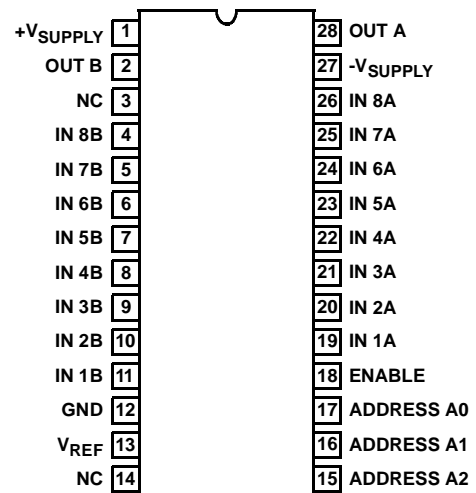 +VSUPPLY 1 28 OUT A
OUT B 2 27 -VSUPPLY
NC 3 26 IN 8A
IN 8B 4 25 IN 7A
IN 7B 5 24 IN 6A
IN 6B 6 23 IN 5A
IN 5B 7 22 IN 4A
IN 4B 8 21 IN 3A
IN 3B 9 20 IN 2A
IN 2B 10 19 IN 1A
IN 1B 11 18 ENABLE
GND 12 17 ADDRESS A0
VREF 13 16 ADDRESS A1
NC 14 15 ADDRESS A2